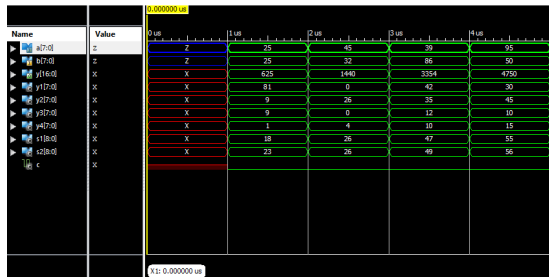 0.000000 us
Name Value 0 us 1 us 2 us 3 us 4 us
a[7:0] z Z 25 45 39 95
b[7:0] z Z 25 32 86 50
y[16:0] x X 625 1440 3354 4750
y1[7:0] x X 81 0 42 30
y2[7:0] x X 9 26 35 45
y3[7:0] x X 9 0 12 10
y4[7:0] x X 1 4 10 15
s1[8:0] x X 18 26 47 55
s2[8:0] x X 23 26 49 56
c x
X1: 0.000000 us